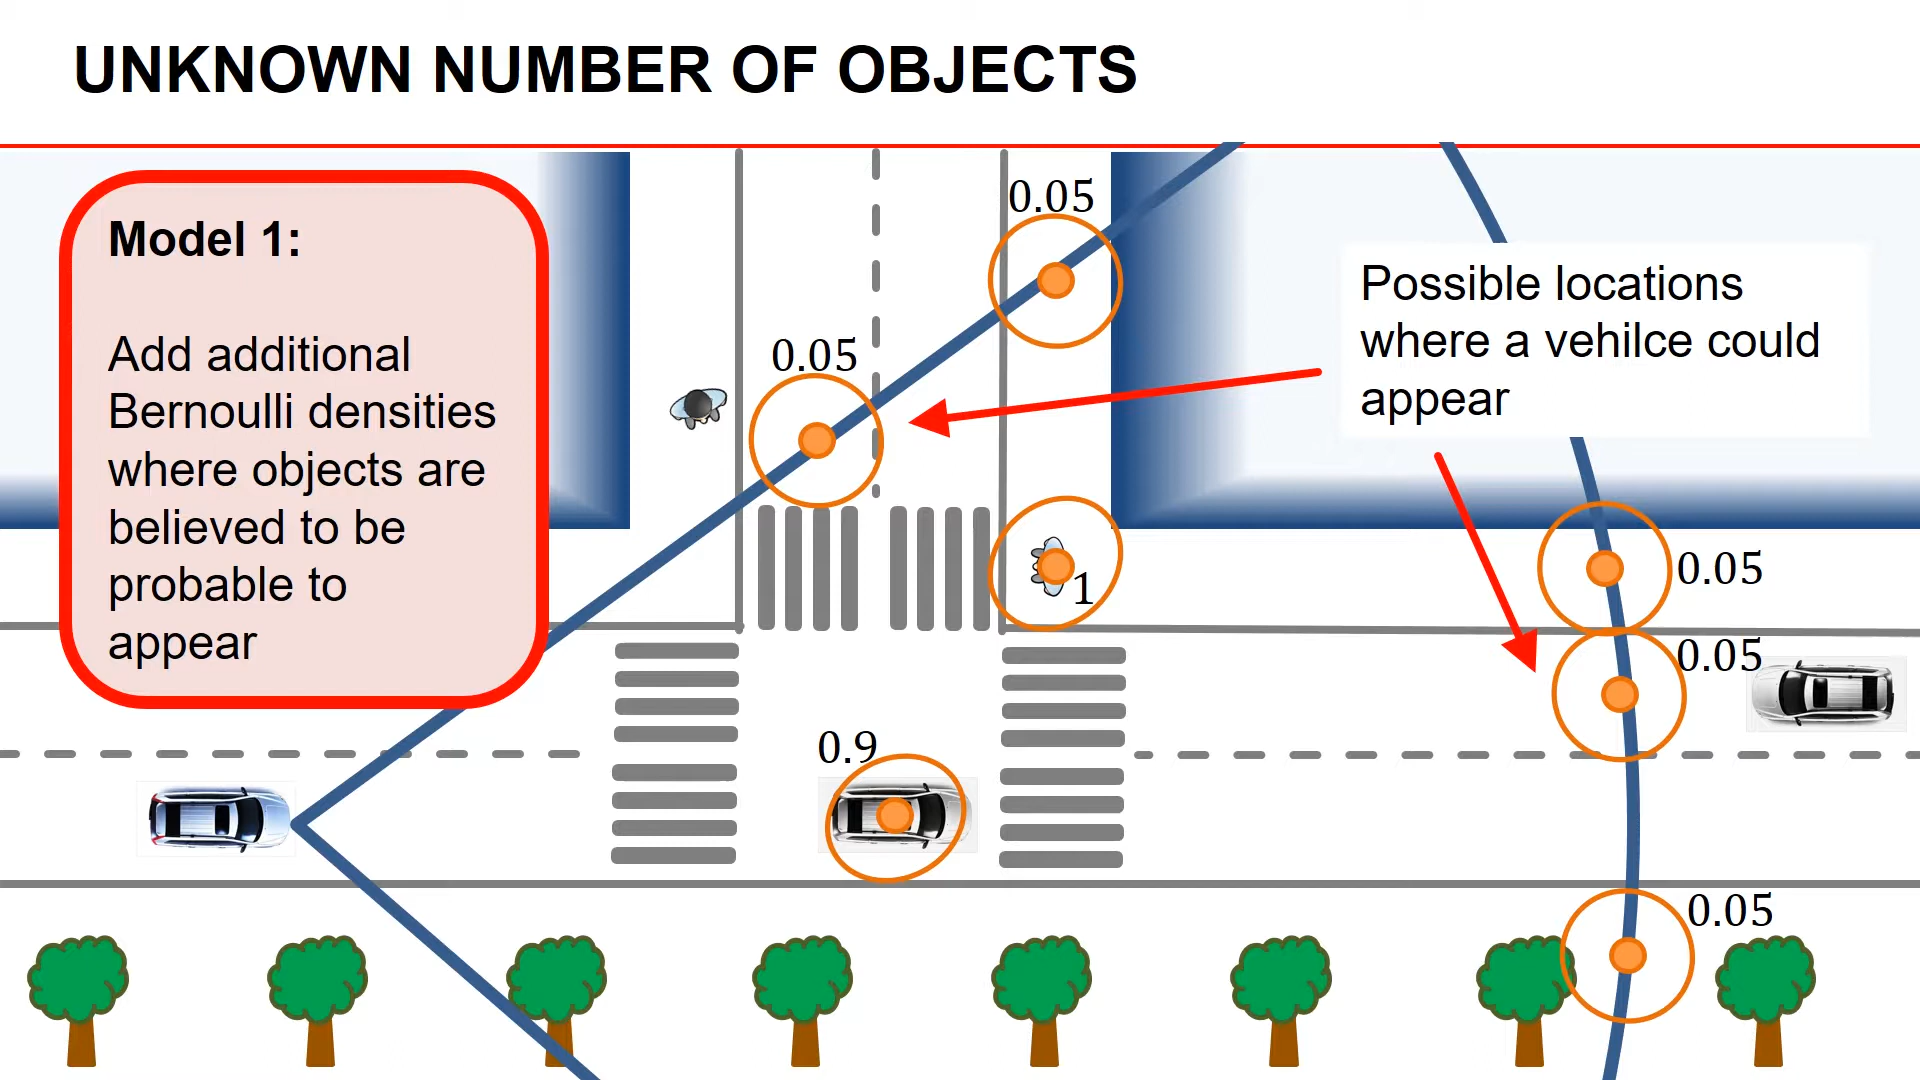 UNKNOWN NUMBER OF OBJECTS
Model 1:
Add additional
Bernoulli densities
where objects are
believed to be
probable to
appear
0.05
0.05
Possible locations
where a vehilce could
appear
1
0.05
0.05
0.9
0.05